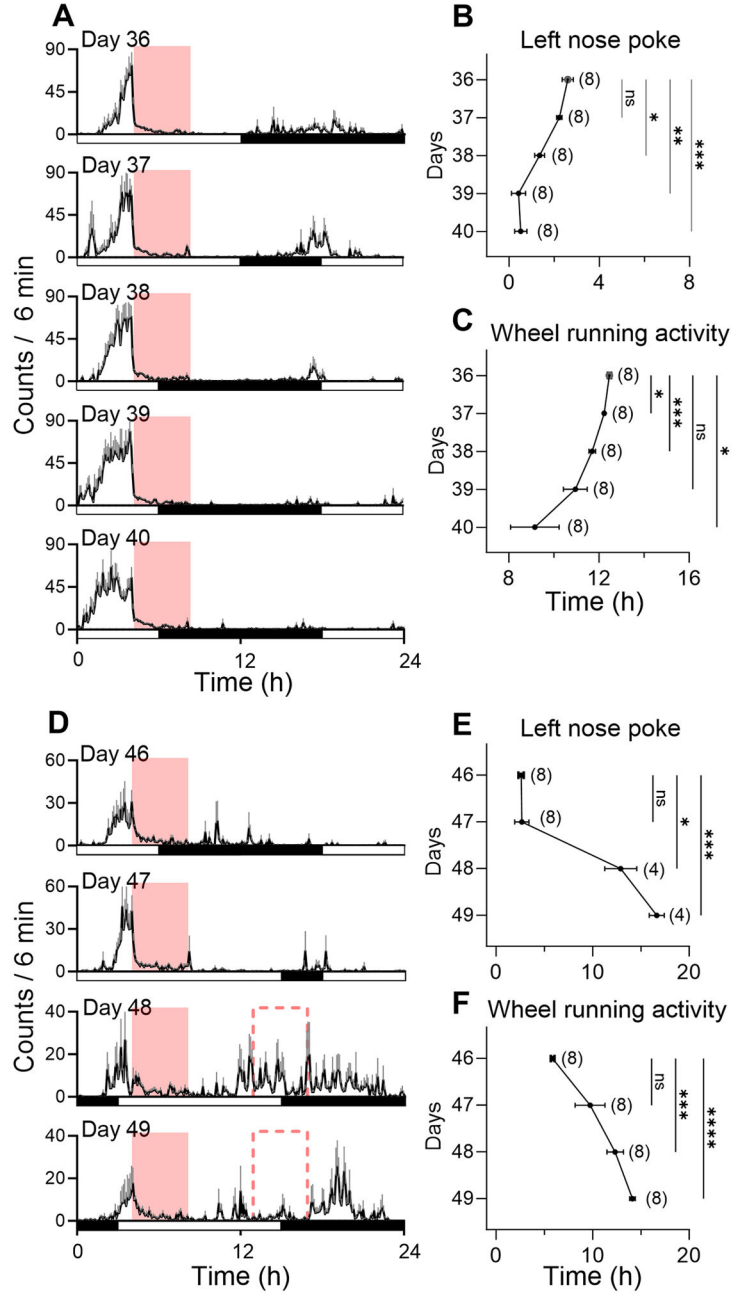 A
Day 36
90
45
0
Day 37
90
45
0
Day 38
90
45
0
Day 39
90
45
0
Day 40
90
45
0
0
12
24
Counts / 6 min
Time (h)
B
Left nose poke
36
37
38
39
40
Days
(8)
(8)
(8)
(8)
(8)
ns
*
**
***
0
4
8
C
Wheel running activity
36
37
38
39
40
Days
(8)
(8)
(8)
(8)
(8)
*
***
ns
*
8
12
16
Time (h)
D
Day 46
60
30
0
Day 47
60
30
0
Day 48
40
20
0
Day 49
40
20
0
0
12
24
Counts / 6 min
Time (h)
E
Left nose poke
46
47
48
49
Days
(8)
(8)
(4)
(4)
ns
*
***
0
10
20
F
Wheel running activity
46
47
48
49
Days
(8)
(8)
(8)
(8)
ns
***
****
0
10
20
Time (h)